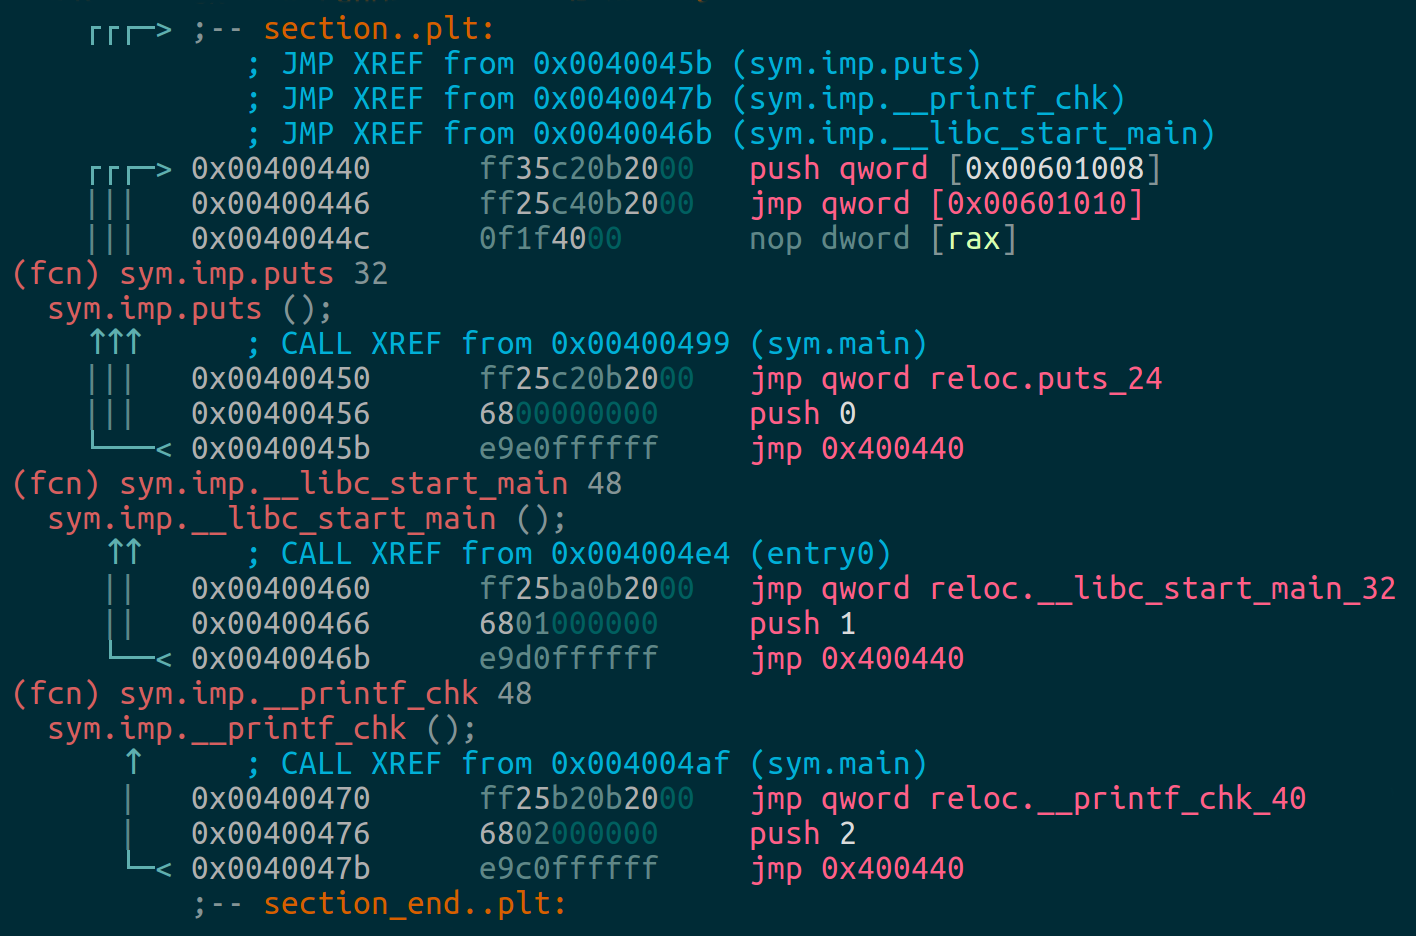 ┌┌┌─> ;-- section..plt:
; JMP XREF from 0x0040045b (sym.imp.puts)
; JMP XREF from 0x0040047b (sym.imp.__printf_chk)
; JMP XREF from 0x0040046b (sym.imp.__libc_start_main)
┌┌┌─> 0x00400440 ff35c20b2000 push qword [0x00601008]
│││ 0x00400446 ff25c40b2000 jmp qword [0x00601010]
│││ 0x0040044c 0f1f4000 nop dword [rax]
(fcn) sym.imp.puts 32
sym.imp.puts ();
↑↑↑ ; CALL XREF from 0x00400499 (sym.main)
│││ 0x00400450 ff25c20b2000 jmp qword reloc.puts_24
│││ 0x00400456 6800000000 push 0
└───< 0x0040045b e9e0ffffff jmp 0x400440
(fcn) sym.imp.__libc_start_main 48
sym.imp.__libc_start_main ();
↑↑ ; CALL XREF from 0x004004e4 (entry0)
││ 0x00400460 ff25ba0b2000 jmp qword reloc.__libc_start_main_32
││ 0x00400466 6801000000 push 1
└──< 0x0040046b e9d0ffffff jmp 0x400440
(fcn) sym.imp.__printf_chk 48
sym.imp.__printf_chk ();
↑ ; CALL XREF from 0x004004af (sym.main)
│ 0x00400470 ff25b20b2000 jmp qword reloc.__printf_chk_40
│ 0x00400476 6802000000 push 2
└─< 0x0040047b e9c0ffffff jmp 0x400440
;-- section_end..plt: